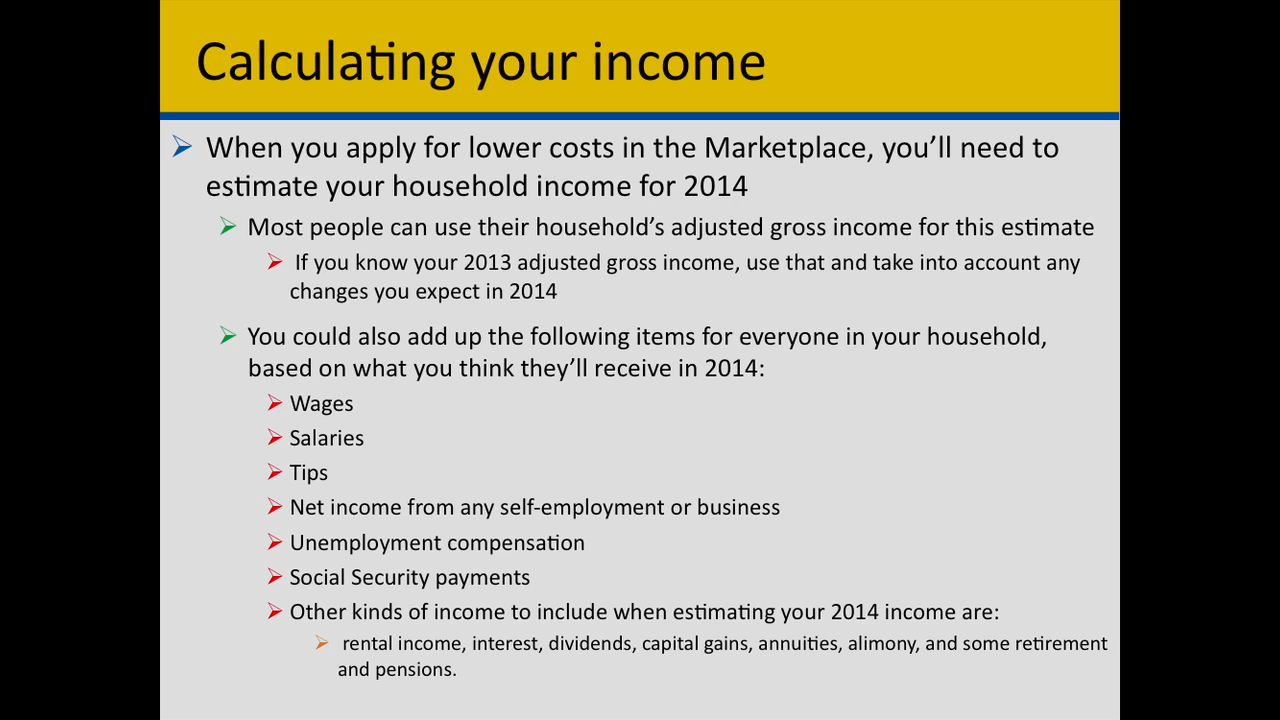 Calculating your income
When you apply for lower costs in the Marketplace, you’ll need to
estimate your household income for 2014
Most people can use their household’s adjusted gross income for this estimate
If you know your 2013 adjusted gross income, use that and take into account any
changes you expect in 2014
You could also add up the following items for everyone in your household,
based on what you think they’ll receive in 2014:
Wages
Salaries
Tips
Net income from any self-employment or business
Unemployment compensation
Social Security payments
Other kinds of income to include when estimating your 2014 income are:
rental income, interest, dividends, capital gains, annuities, alimony, and some retirement
and pensions.